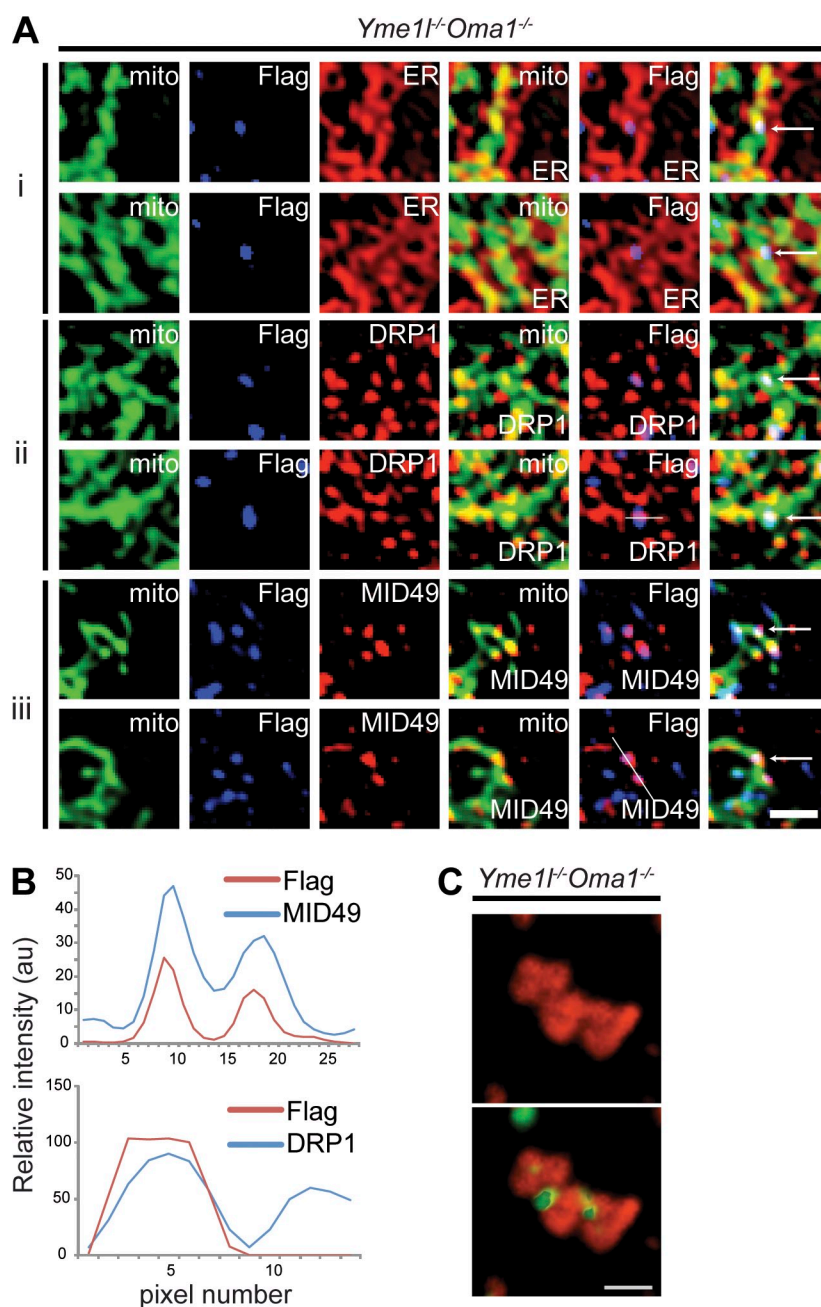 A
Yme1l-/-Oma1-/-
i
mito Flag ER mito Flag
ER ER
mito Flag ER mito Flag
ER ER
ii
mito Flag DRP1 mito Flag
DRP1 DRP1
mito Flag DRP1 mito Flag
DRP1 DRP1
iii
mito Flag MID49 mito Flag
MID49 MID49
mito Flag MID49 mito Flag
MID49 MID49
B
Relative intensity (au)
50
40
30
20
10
0
Flag
MID49
5 10 15 20 25
150
100
50
0
Flag
DRP1
5 10
pixel number
C
Yme1l-/-Oma1-/-